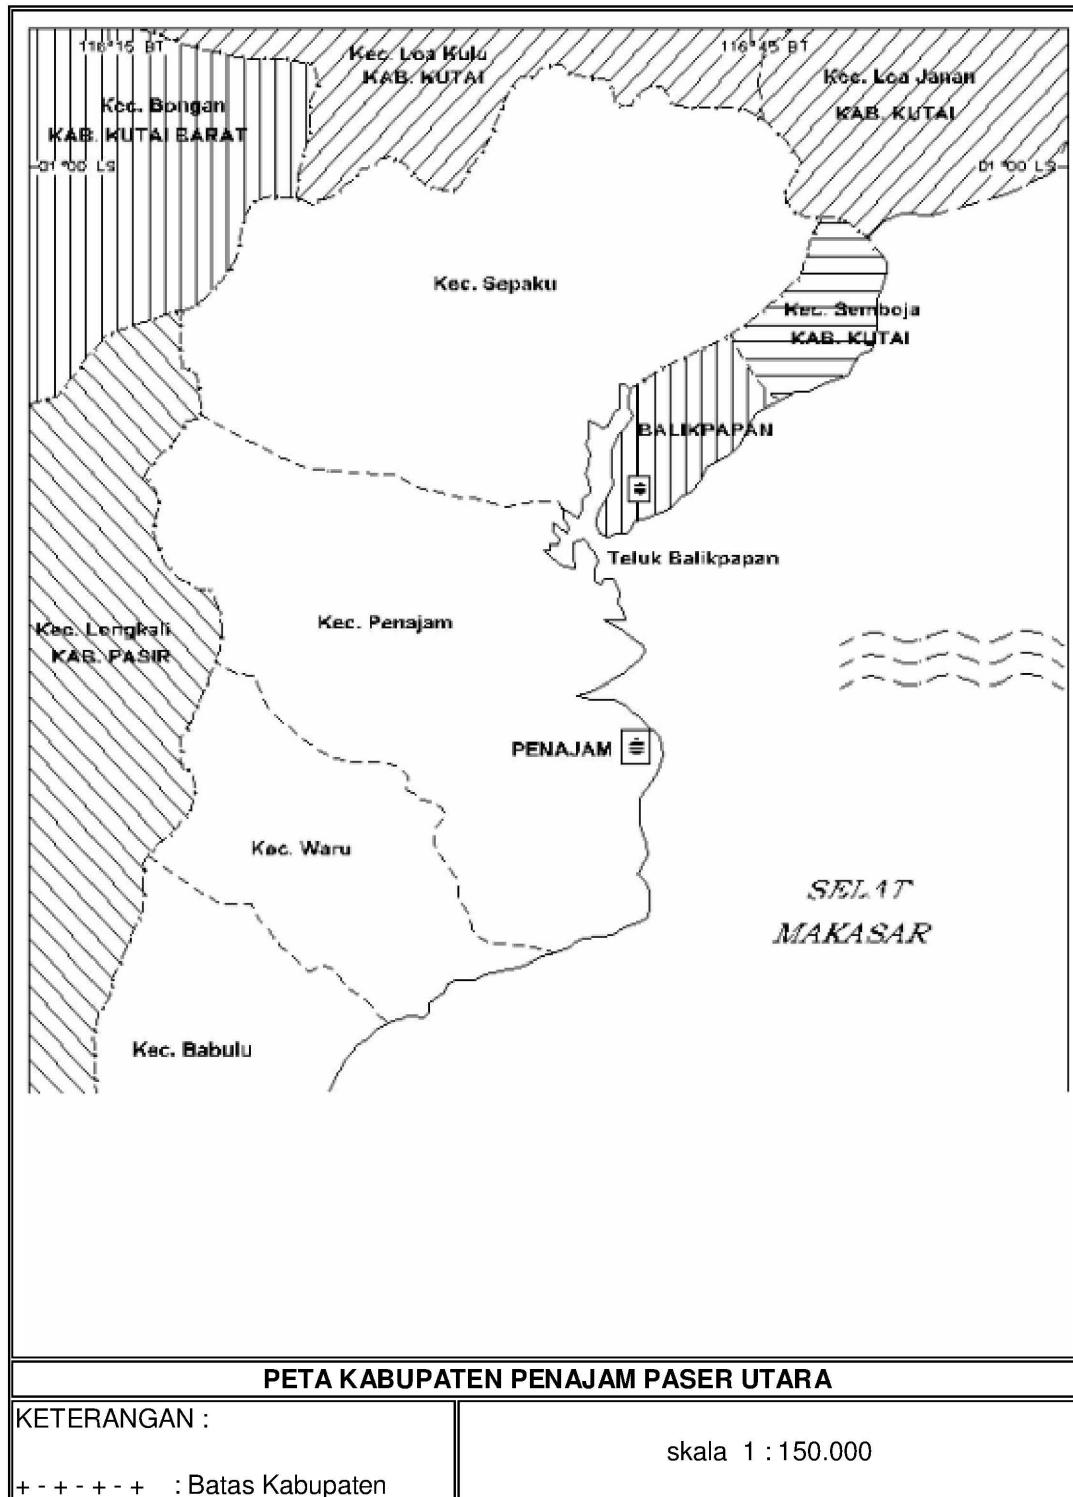 116°15 BT
Kec. Loa Kulu
KAB. KUTAI
116°45 BT
Kec. Loa Janan
KAB. KUTAI
Kec. Bongan
KAB. KUTAI BARAT
01°00 LS
01°00 LS
Kec. Sepaku
Kec. Semboja
KAB. KUTAI
BALIKPAPAN
Teluk Balikpapan
Kec. Longkali
KAB. PASIR
Kec. Penajam
PENAJAM
Kec. Waru
SELAT
MAKASAR
Kec. Babulu
PETA KABUPATEN PENAJAM PASER UTARA
KETERANGAN :
+ - + - + - + : Batas Kabupaten
skala 1 : 150.000